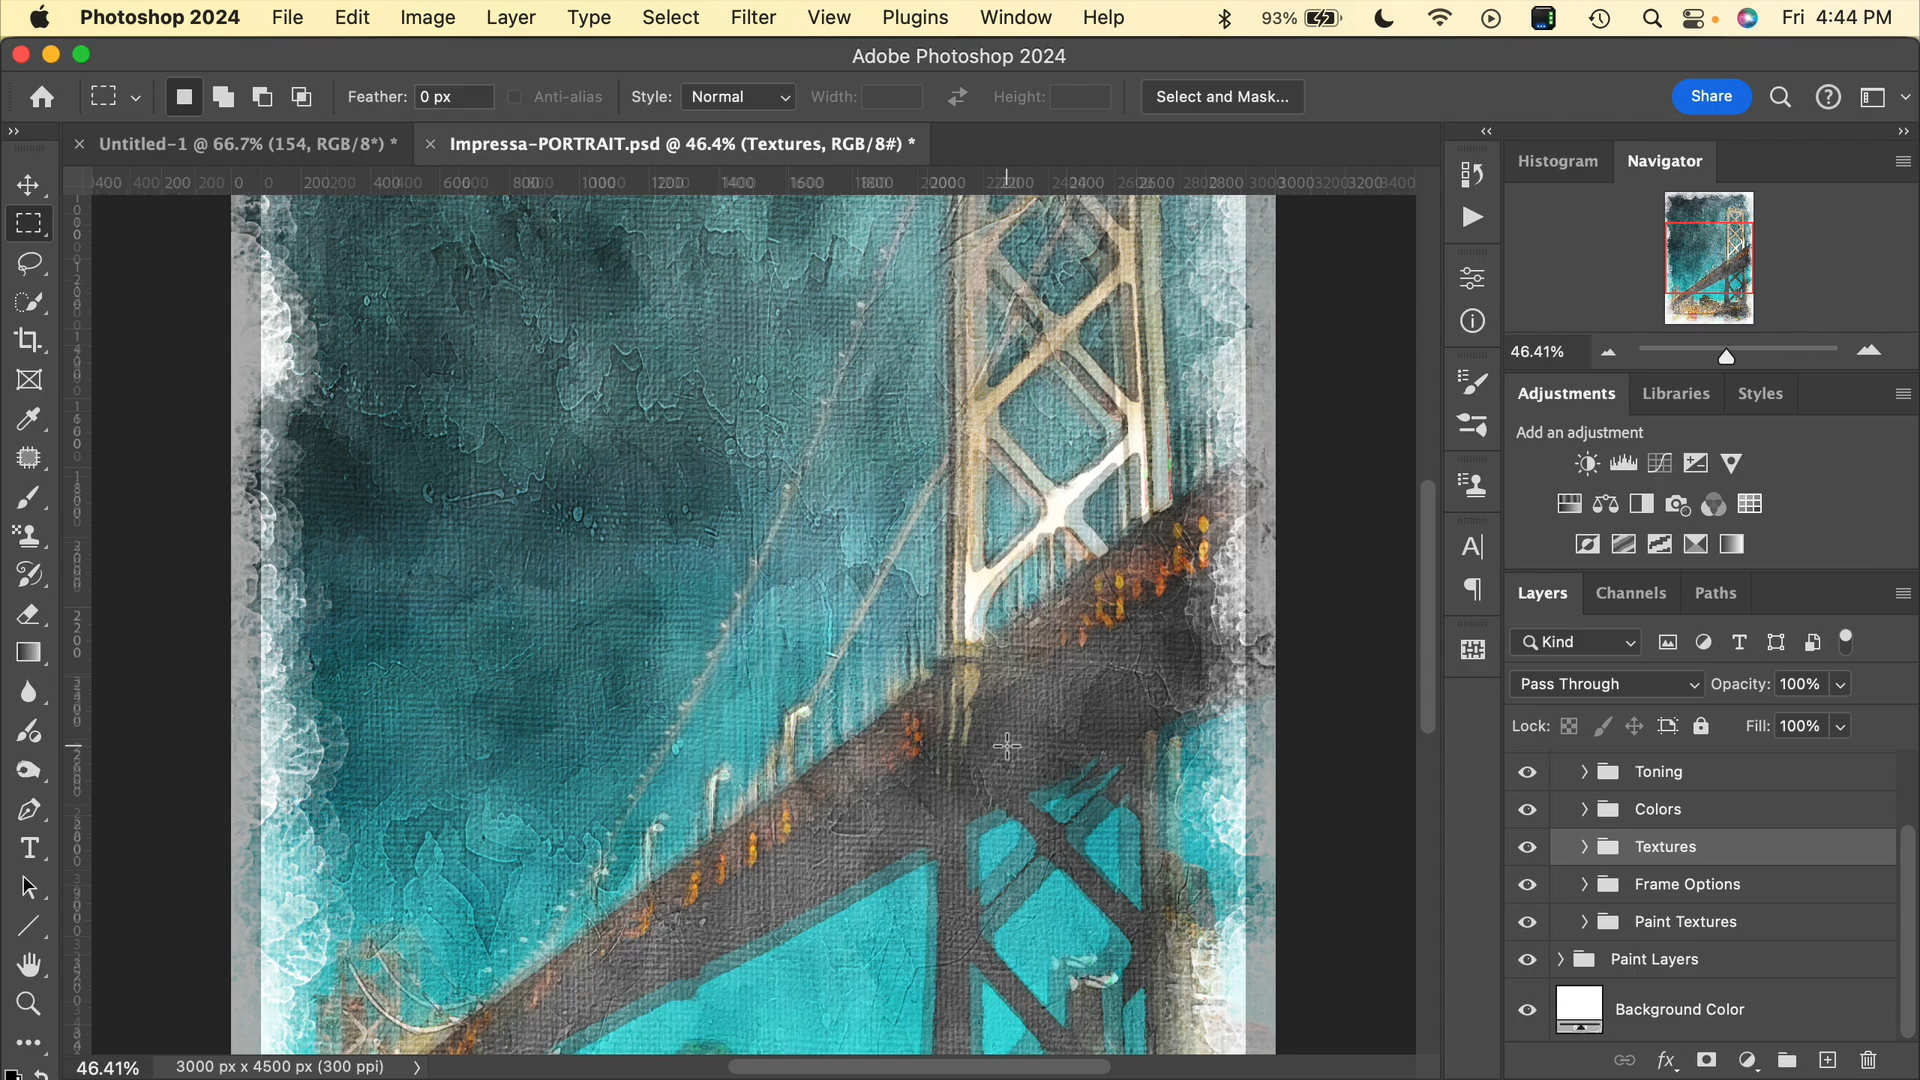 Photoshop 2024 File Edit Image Layer Type Select Filter View Plugins Window Help 93% Fri 4:44 PM
Adobe Photoshop 2024
Feather: 0 px Anti-alias Style: Normal Width: Height: Select and Mask... Share
Untitled-1 @ 66.7% (154, RGB/8*) * Impressa-PORTRAIT.psd @ 46.4% (Textures, RGB/8#) *
Histogram Navigator
46.41%
Adjustments Libraries Styles
Add an adjustment
Layers Channels Paths
Kind
Pass Through Opacity: 100%
Lock: Fill: 100%
Toning
Colors
Textures
Frame Options
Paint Textures
Paint Layers
Background Color
46.41% 3000 px x 4500 px (300 ppi)